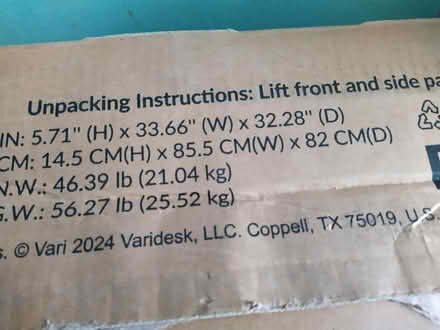 Unpacking Instructions: Lift front and side pa
IN: 5.71" (H) x 33.66" (W) x 32.28" (D)
CM: 14.5 CM(H) x 85.5 CM(W) x 82 CM(D)
N.W.: 46.39 lb (21.04 kg)
G.W.: 56.27 lb (25.52 kg)
s. © Vari 2024 Varidesk, LLC. Coppell, TX 75019, U.S.